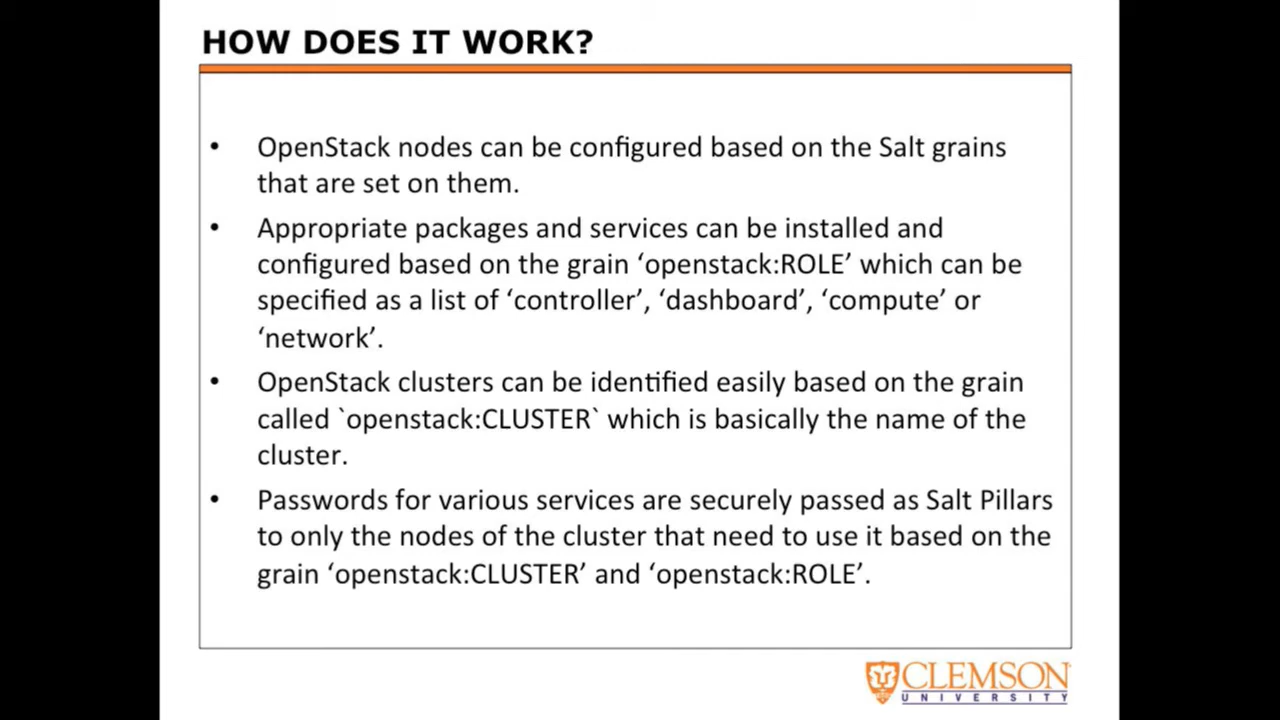 HOW DOES IT WORK?
• OpenStack nodes can be configured based on the Salt grains
that are set on them.
• Appropriate packages and services can be installed and
configured based on the grain ‘openstack:ROLE’ which can be
specified as a list of ‘controller’, ‘dashboard’, ‘compute’ or
‘network’.
• OpenStack clusters can be identified easily based on the grain
called `openstack:CLUSTER` which is basically the name of the
cluster.
• Passwords for various services are securely passed as Salt Pillars
to only the nodes of the cluster that need to use it based on the
grain ‘openstack:CLUSTER’ and ‘openstack:ROLE’.
CLEMSON
UNIVERSITY